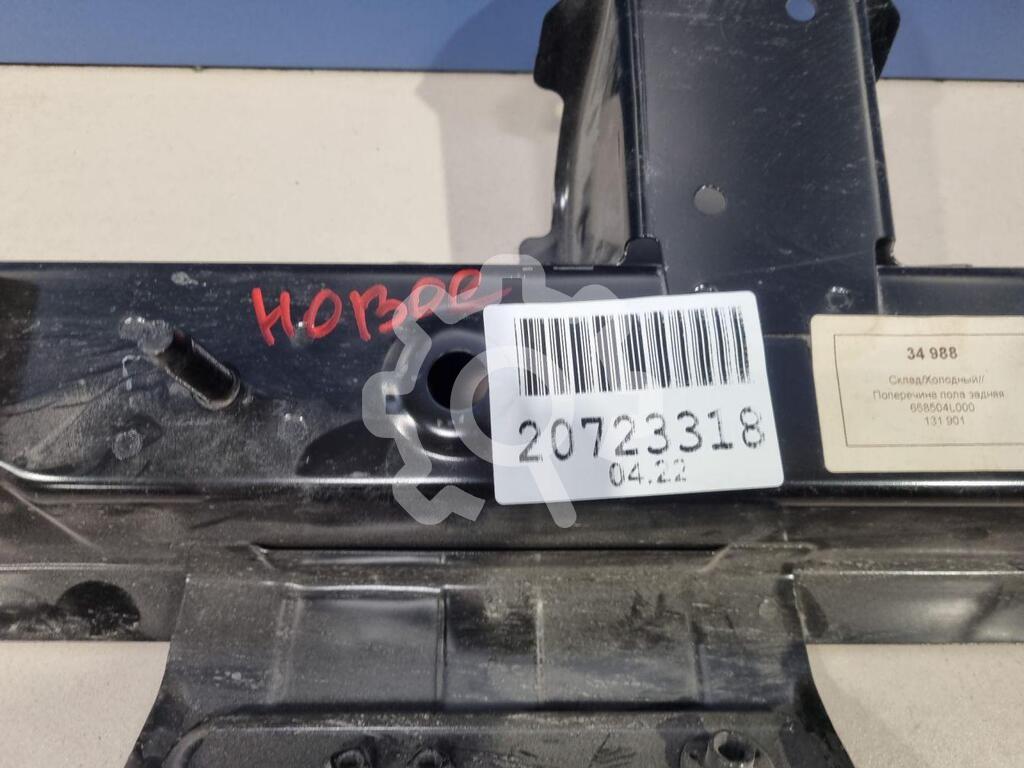 новое
20723318
04.22
34 988
Склад/Холодный//
Поперечина пола задняя
658504L000
131 901